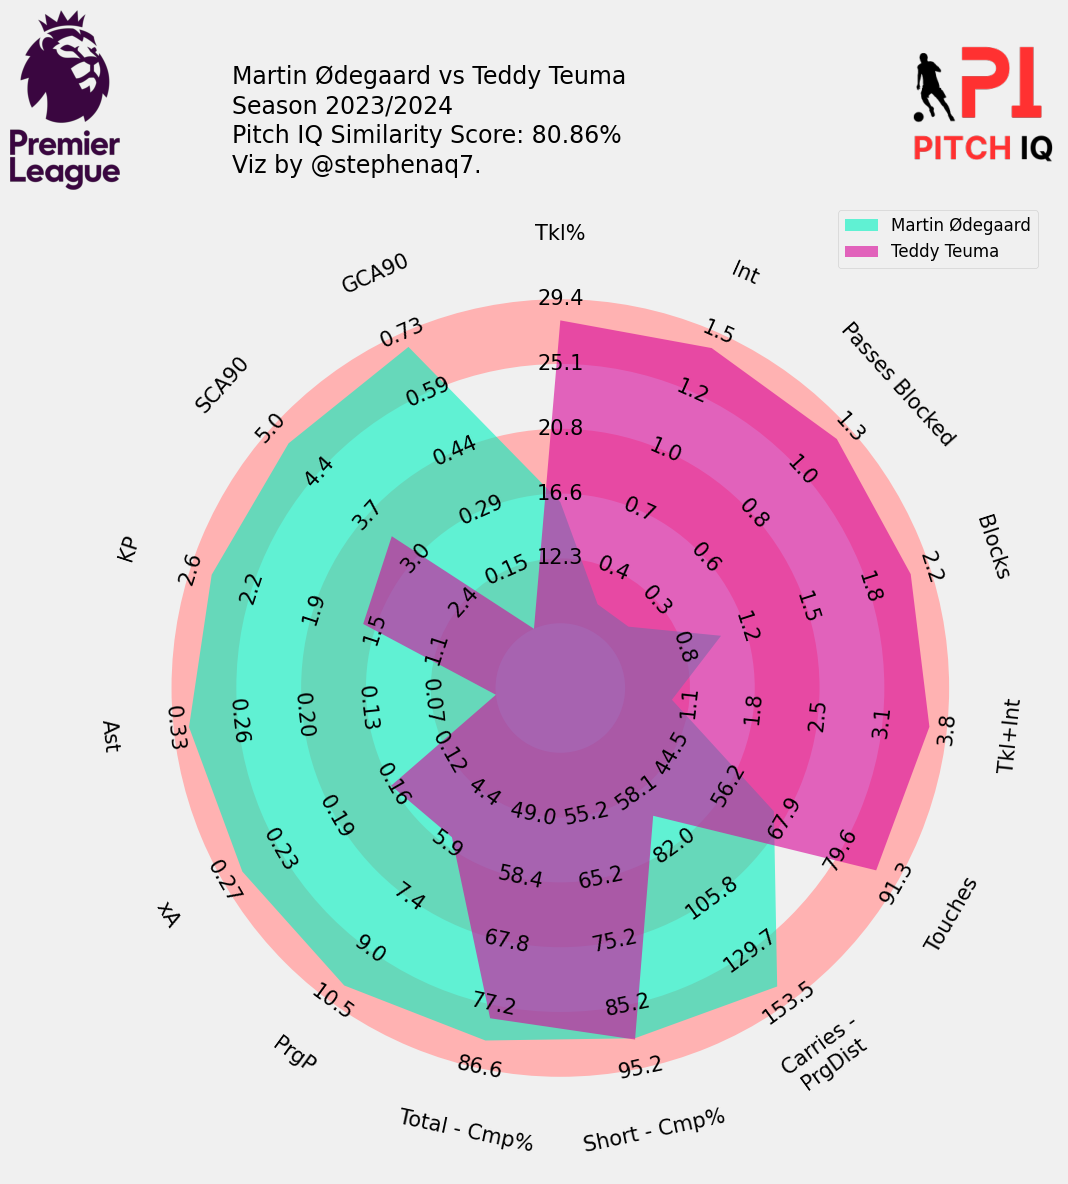 Premier
League
Martin Ødegaard vs Teddy Teuma
Season 2023/2024
Pitch IQ Similarity Score: 80.86%
Viz by @stephenaq7.
PI
PITCH IQ
Martin Ødegaard
Teddy Teuma
Tkl%
29.4
25.1
20.8
16.6
12.3
Int
1.5
1.2
1.0
0.7
0.4
Passes Blocked
1.3
1.0
0.8
0.6
0.3
Blocks
2.2
1.8
1.5
1.2
0.8
Tkl+Int
3.8
3.1
2.5
1.8
1.1
Touches
91.3
79.6
67.9
56.2
44.5
Carries -
PrgDist
153.5
129.7
105.8
82.0
58.1
Short - Cmp%
95.2
85.2
75.2
65.2
55.2
Total - Cmp%
86.6
77.2
67.8
58.4
49.0
PrgP
10.5
9.0
7.4
5.9
4.4
xA
0.27
0.23
0.19
0.16
0.12
Ast
0.33
0.26
0.20
0.13
0.07
KP
2.6
2.2
1.9
1.5
1.1
SCA90
5.0
4.4
3.7
3.0
2.4
GCA90
0.73
0.59
0.44
0.29
0.15